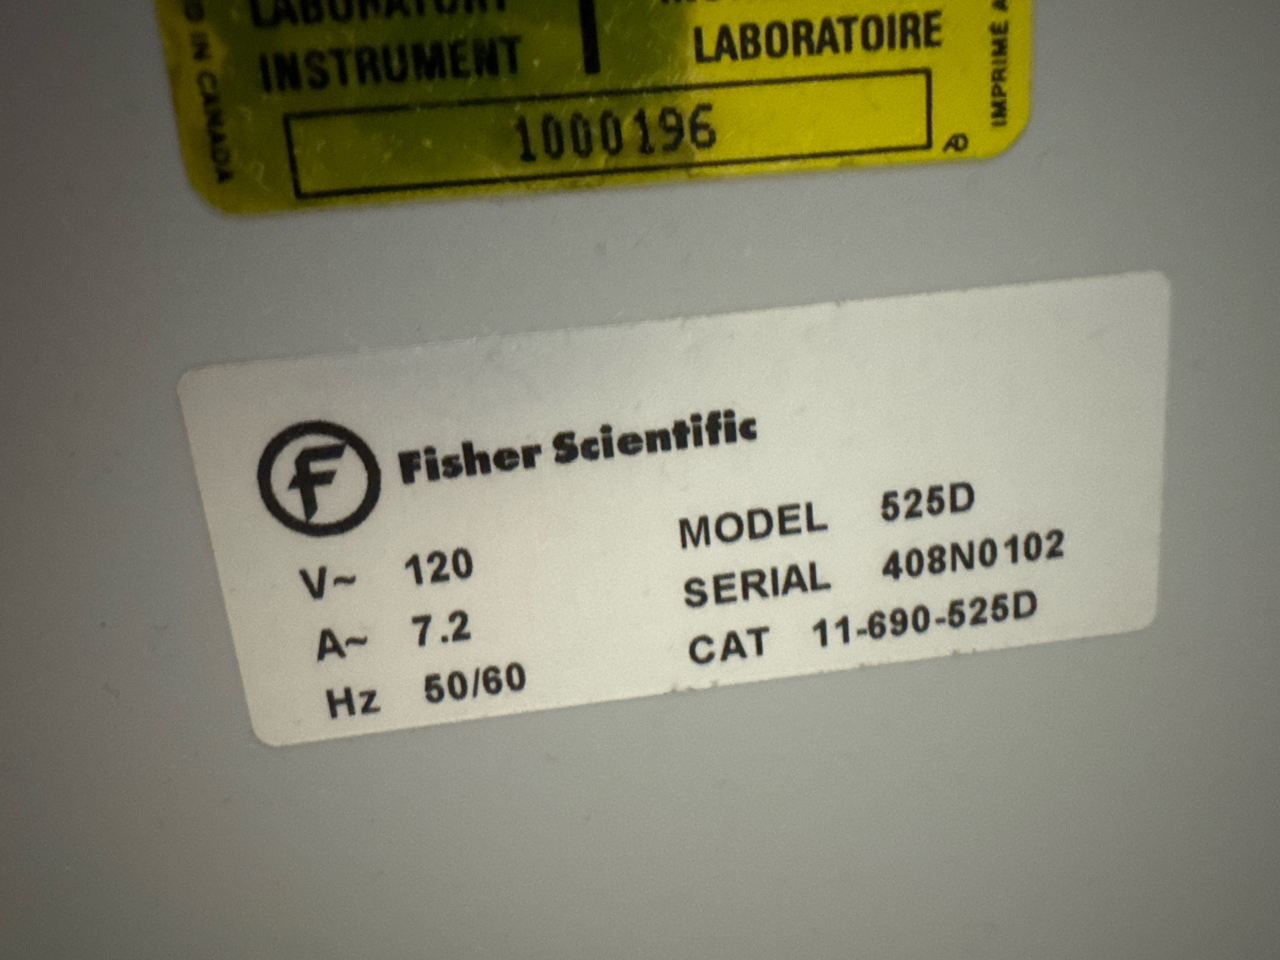 LABORATORY
INSTRUMENT
LABORATOIRE
IN CANADA
IMPRIMÉ A
1000196
F Fisher Scientific
V~ 120
A~ 7.2
Hz 50/60
MODEL 525D
SERIAL 408N0102
CAT 11-690-525D